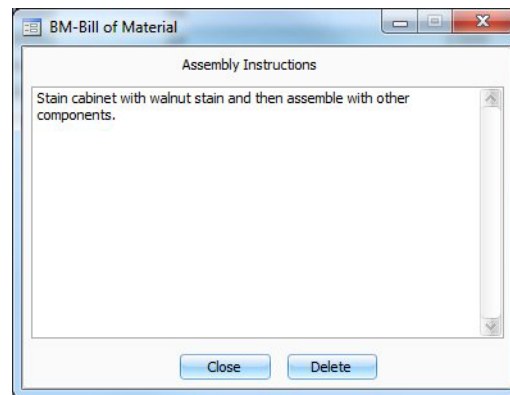 BM-Bill of Material
Assembly Instructions
Stain cabinet with walnut stain and then assemble with other
components.
Close
Delete